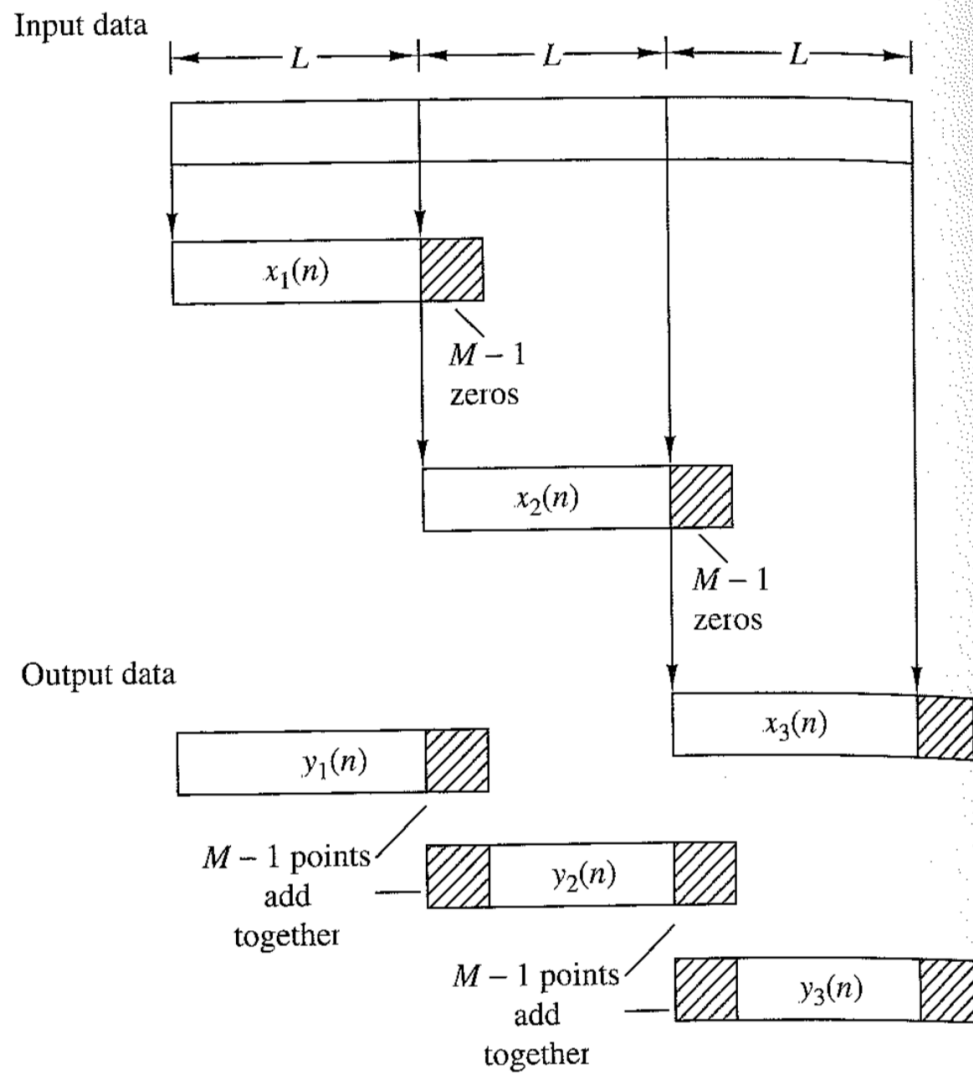 Input data
L L L
x₁(n)
M – 1
zeros
x₂(n)
M – 1
zeros
Output data
x₃(n)
y₁(n)
M – 1 points
add
together
y₂(n)
M – 1 points
add
together
y₃(n)